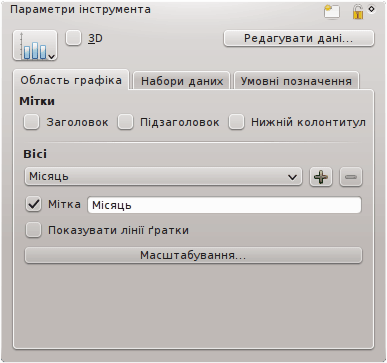 Параметри інструмента
3D
Редагувати дані...
Область графіка
Набори даних
Умовні позначення
Мітки
Заголовок
Підзаголовок
Нижній колонтитул
Вісі
Місяць
Мітка
Місяць
Показувати лінії ґратки
Масштабування...